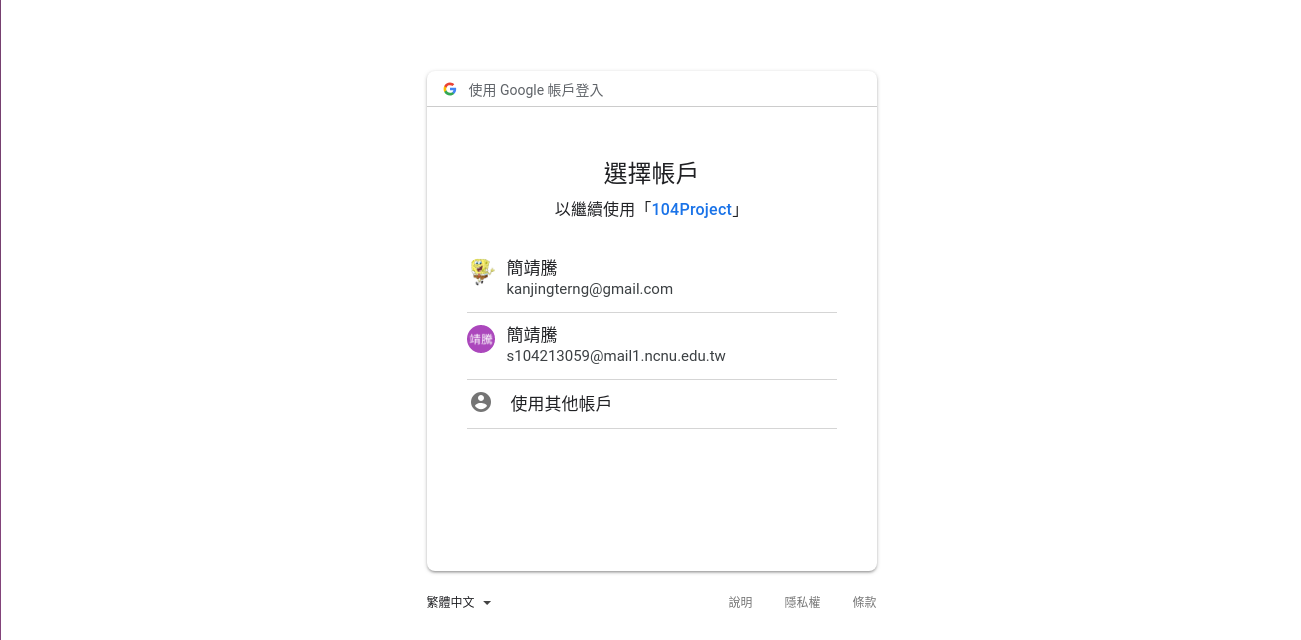 使用 Google 帳戶登入
選擇帳戶
以繼續使用「104Project」
簡靖騰
kanjingterng@gmail.com
靖騰
簡靖騰
s104213059@mail1.ncnu.edu.tw
使用其他帳戶
繁體中文
說明 隱私權 條款